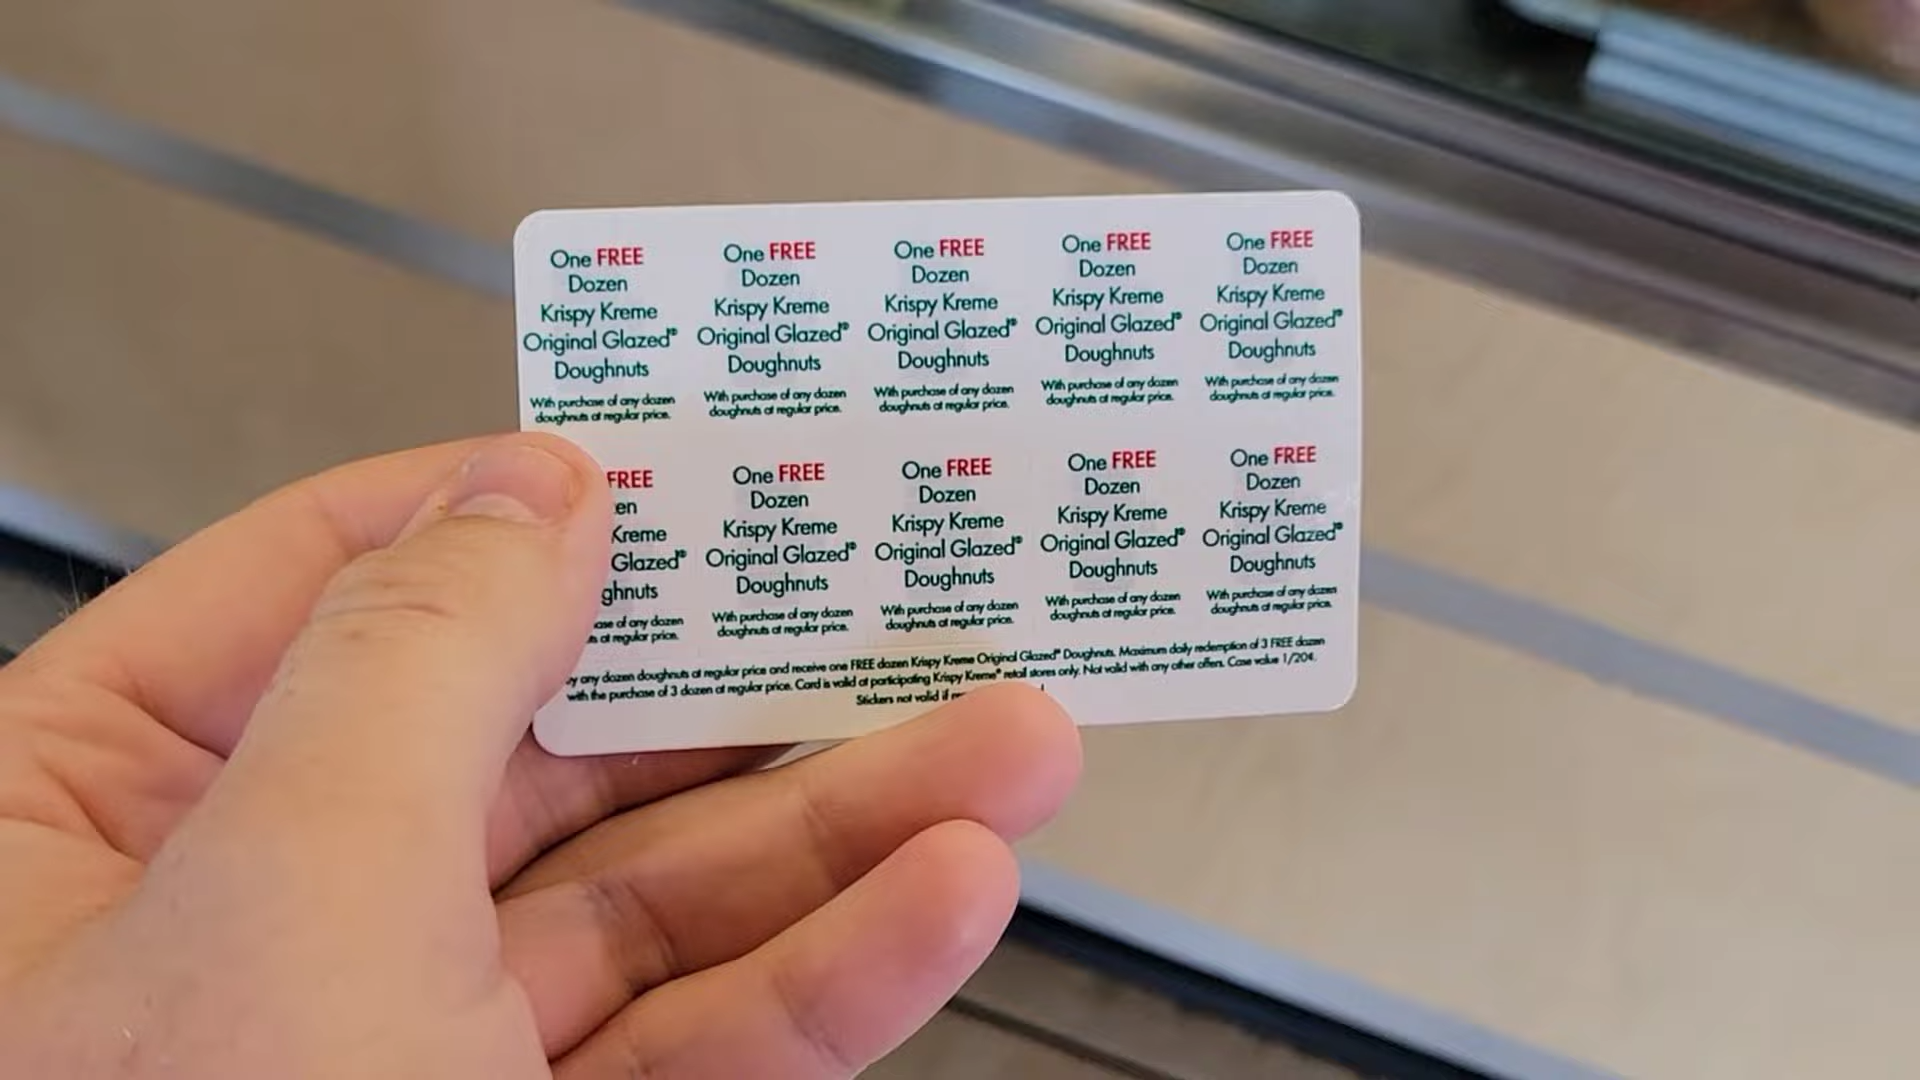 One FREE
Dozen
Krispy Kreme
Original Glazed®
Doughnuts
With purchase of any dozen
doughnuts at regular price.
One FREE
Dozen
Krispy Kreme
Original Glazed®
Doughnuts
With purchase of any dozen
doughnuts at regular price.
One FREE
Dozen
Krispy Kreme
Original Glazed®
Doughnuts
With purchase of any dozen
doughnuts at regular price.
One FREE
Dozen
Krispy Kreme
Original Glazed®
Doughnuts
With purchase of any dozen
doughnuts at regular price.
One FREE
Dozen
Krispy Kreme
Original Glazed®
Doughnuts
With purchase of any dozen
doughnuts at regular price.
FREE
en
Kreme
Glazed®
ghnuts
ase of any dozen
at regular price.
One FREE
Dozen
Krispy Kreme
Original Glazed®
Doughnuts
With purchase of any dozen
doughnuts at regular price.
One FREE
Dozen
Krispy Kreme
Original Glazed®
Doughnuts
With purchase of any dozen
doughnuts at regular price.
One FREE
Dozen
Krispy Kreme
Original Glazed®
Doughnuts
With purchase of any dozen
doughnuts at regular price.
One FREE
Dozen
Krispy Kreme
Original Glazed®
Doughnuts
With purchase of any dozen
doughnuts at regular price.
y any dozen doughnuts at regular price and receive one FREE dozen Krispy Kreme Original Glazed® Doughnuts. Maximum daily redemption of 3 FREE dozen
with the purchase of 3 dozen at regular price. Card is valid at participating Krispy Kreme® retail stores only. Not valid with any other offers. Case value 1/20¢.
Stickers not valid if